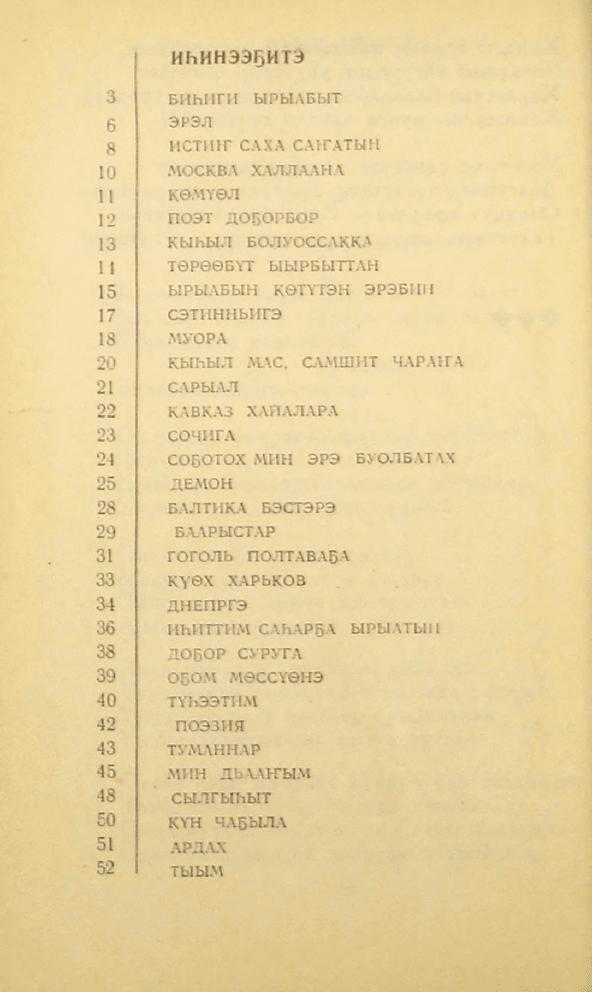 ИҺИНЭЭҔИТЭ
3 БИҺИГИ ЫРЫАБЫТ
6 ЭРЭЛ
8 ИСТИҤ САХА САҤАТЫН
10 МОСКВА ХАЛЛААНА
11 КӨМҮӨЛ
12 ПОЭТ ДОҔОРБОР
13 КЫҺЫЛ БОЛУОССАККА
14 ТӨРӨӨБҮТ ЫЫРБЫТТАН
15 ЫРЫАБЫН КӨТҮТЭН ЭРЭБИН
17 СЭТИННЬИГЭ
18 МУОРА
20 КЫҺЫЛ МАС, САМШИТ ЧАРАҤА
21 САРЫАЛ
22 КАВКАЗ ХАЙАЛАРА
23 СОЧИГА
24 СОҔОТОХ МИН ЭРЭ БУОЛБАТАХ
25 ДЕМОН
28 БАЛТИКА БЭСТЭРЭ
29 БААРЫСТАР
31 ГОГОЛЬ ПОЛТАВАҔА
33 КҮӨХ ХАРЬКОВ
34 ДНЕПРГЭ
36 ИҺИТТИМ САҺАРҔА ЫРЫАТЫН
38 ДОҔОР СУРУГА
39 ОҔОМ МӨССҮӨНЭ
40 ТҮҺЭЭТИМ
42 ПОЭЗИЯ
43 ТУМАННАР
45 МИН ДЬААҤЫМ
48 СЫЛГЫҺЫТ
50 КҮН ЧАҔЫЛА
51 АРДАХ
52 ТЫЫМ